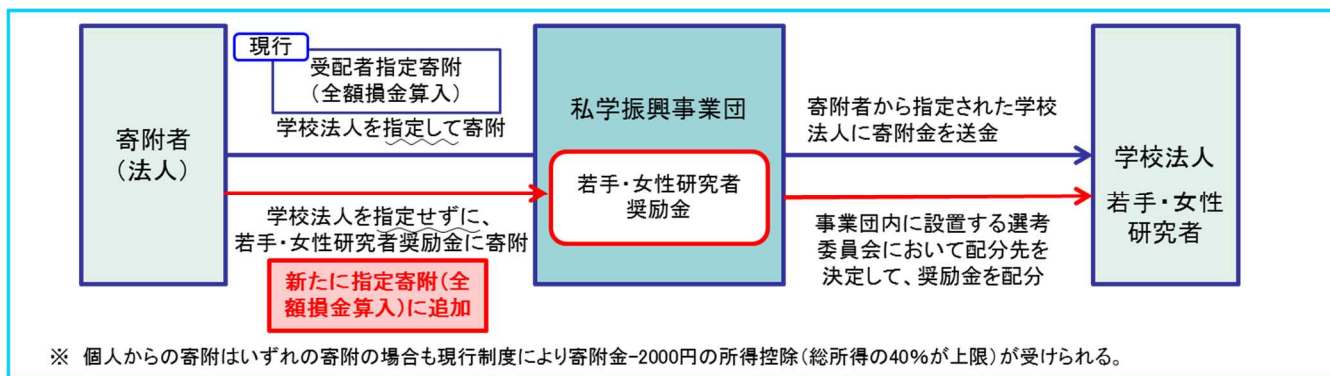 現行
受配者指定寄附
(全額損金算入)
学校法人を指定して寄附
寄附者
(法人)
学校法人を指定せずに、
若手・女性研究者奨励金に寄附
新たに指定寄附(全
額損金算入)に追加
私学振興事業団
若手・女性研究者
奨励金
寄附者から指定された学校
法人に寄附金を送金
事業団内に設置する選考
委員会において配分先を
決定して、奨励金を配分
学校法人
若手・女性
研究者
※ 個人からの寄附はいずれの寄附の場合も現行制度により寄附金-2000円の所得控除(総所得の40%が上限)が受けられる。